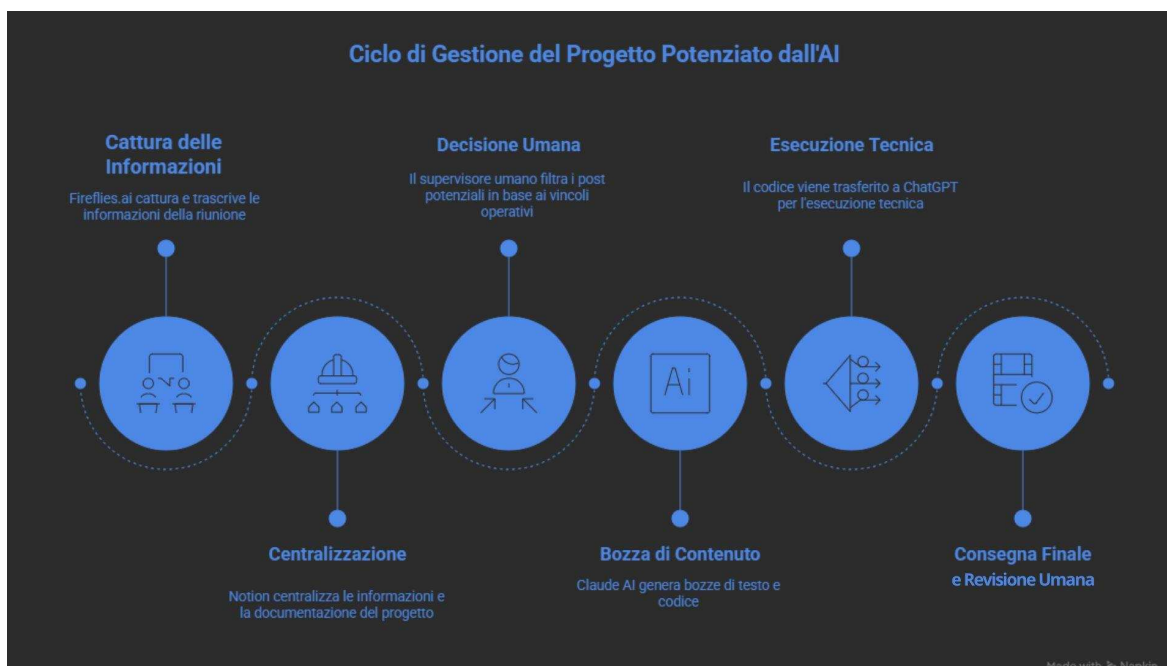 Ciclo di Gestione del Progetto Potenziato dall'AI
Cattura delle
Informazioni
Fireflies.ai cattura e trascrive le
informazioni della riunione
Decisione Umana
Il supervisore umano filtra i post
potenziali in base ai vincoli
operativi
Esecuzione Tecnica
Il codice viene trasferito a ChatGPT
per l'esecuzione tecnica
Ai
Centralizzazione
Notion centralizza le informazioni e
la documentazione del progetto
Bozza di Contenuto
Claude AI genera bozze di testo e
codice
Consegna Finale
e Revisione Umana
Made with Napkin